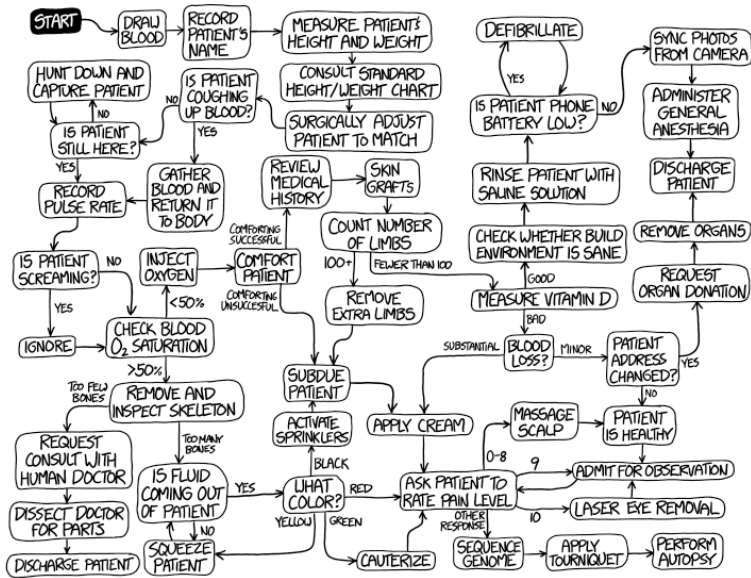 START
DRAW
BLOOD
RECORD
PATIENT'S
NAME
MEASURE PATIENT'S
HEIGHT AND WEIGHT
CONSULT STANDARD
HEIGHT/WEIGHT CHART
SURGICALLY ADJUST
PATIENT TO MATCH
IS PATIENT
COUGHING
UP BLOOD?
NO
YES
HUNT DOWN AND
CAPTURE PATIENT
NO
IS PATIENT
STILL HERE?
YES
GATHER
BLOOD AND
RETURN IT
TO BODY
RECORD
PULSE RATE
IS PATIENT
SCREAMING?
NO
YES
IGNORE
CHECK BLOOD
O2 SATURATION
<50%
>50%
INJECT
OXYGEN
COMFORT
PATIENT
COMFORTING
SUCCESSFUL
COMFORTING
UNSUCCESFUL
REVIEW
MEDICAL
HISTORY
SKIN
GRAFTS
COUNT NUMBER
OF LIMBS
100+
FEWER THAN 100
REMOVE
EXTRA LIMBS
SUBDUE
PATIENT
MEASURE VITAMIN D
GOOD
BAD
CHECK WHETHER BUILD
ENVIRONMENT IS SANE
RINSE PATIENT WITH
SALINE SOLUTION
IS PATIENT PHONE
BATTERY LOW?
YES
NO
DEFIBRILLATE
SYNC PHOTOS
FROM CAMERA
ADMINISTER
GENERAL
ANESTHESIA
DISCHARGE
PATIENT
REMOVE ORGANS
REQUEST
ORGAN DONATION
BLOOD
LOSS?
SUBSTANTIAL
MINOR
PATIENT
ADDRESS
CHANGED?
YES
NO
PATIENT
IS HEALTHY
REMOVE AND
INSPECT SKELETON
TOO FEW
BONES
TOO MANY
BONES
REQUEST
CONSULT WITH
HUMAN DOCTOR
DISSECT DOCTOR
FOR PARTS
DISCHARGE PATIENT
IS FLUID
COMING OUT
OF PATIENT
YES
NO
SQUEEZE
PATIENT
WHAT
COLOR?
BLACK
RED
YELLOW
GREEN
ACTIVATE
SPRINKLERS
CAUTERIZE
APPLY CREAM
ASK PATIENT TO
RATE PAIN LEVEL
0-8
9
10
OTHER
RESPONSE
MASSAGE
SCALP
ADMIT FOR OBSERVATION
LASER EYE REMOVAL
SEQUENCE
GENOME
APPLY
TOURNIQUET
PERFORM
AUTOPSY